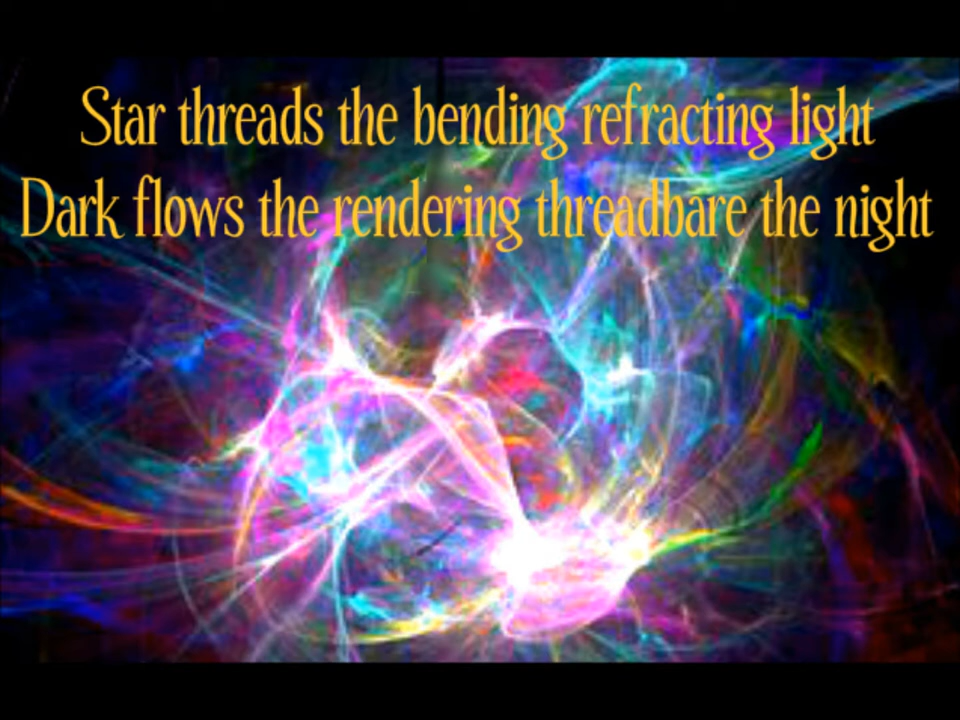 Star threads the bending refracting light
Dark flows the rendering threadbare the night